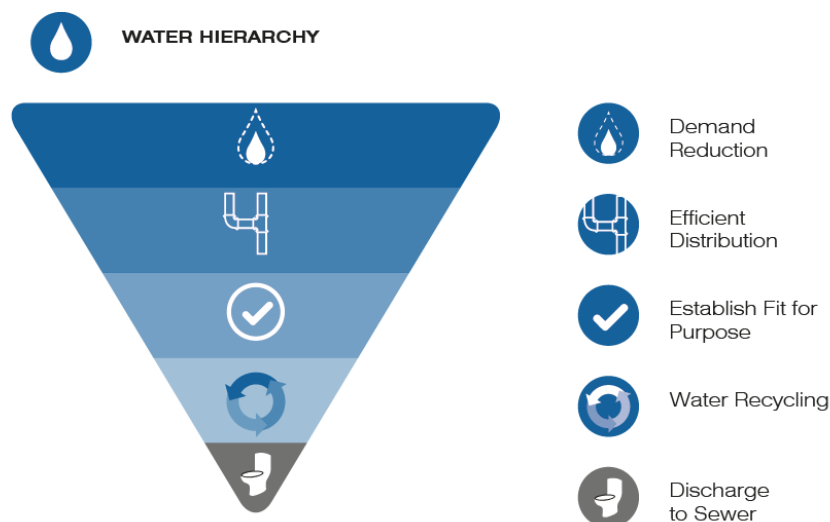 WATER HIERARCHY
Demand
Reduction
Efficient
Distribution
Establish Fit for
Purpose
Water Recycling
Discharge
to Sewer